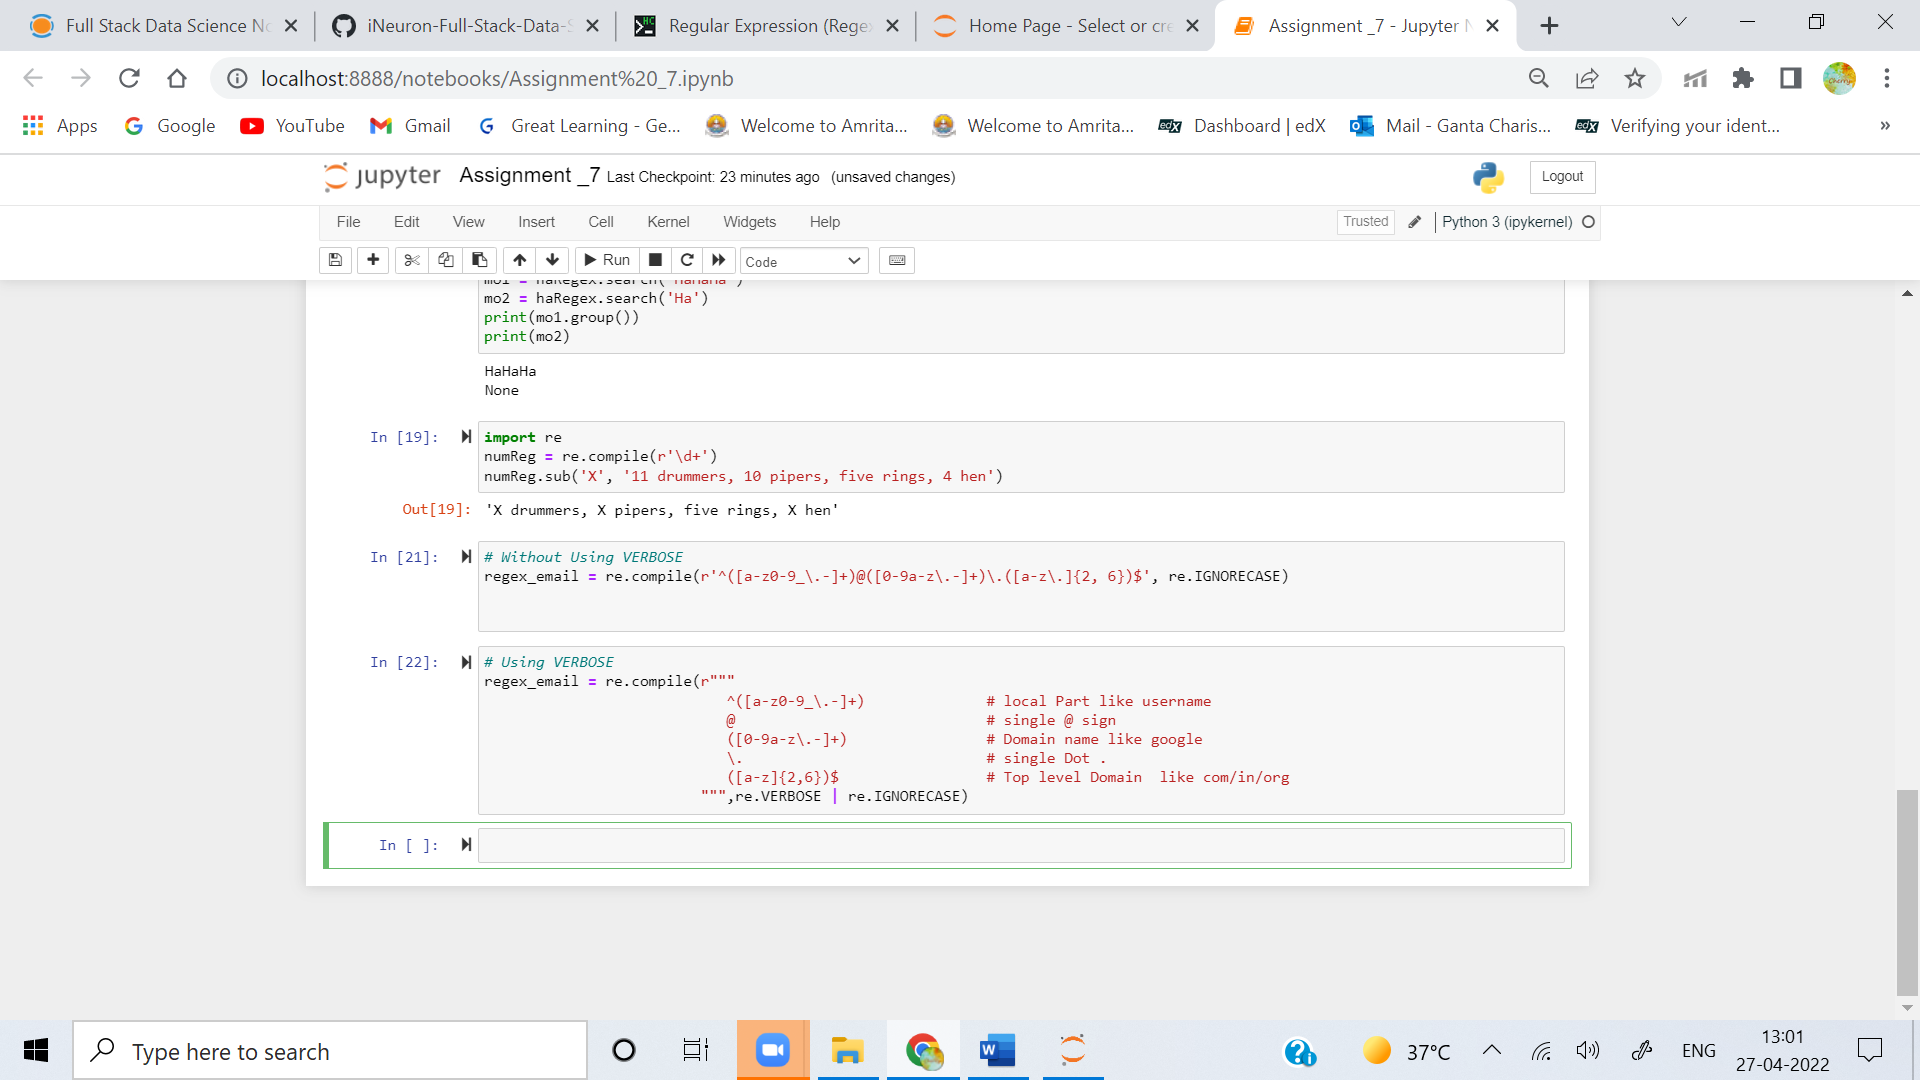 Full Stack Data Science No
iNeuron-Full-Stack-Data-S
Regular Expression (Regex
Home Page - Select or cre
Assignment _7 - Jupyter N
localhost:8888/notebooks/Assignment%20_7.ipynb
Apps
Google
YouTube
Gmail
Great Learning - Ge...
Welcome to Amrita...
Welcome to Amrita...
edX Dashboard | edX
Mail - Ganta Charis...
edX Verifying your ident...
»
jupyter Assignment _7 Last Checkpoint: 23 minutes ago (unsaved changes)
Logout
File Edit View Insert Cell Kernel Widgets Help
Trusted
Python 3 (ipykernel)
Run
Code
mo1 = haRegex.search('HaHaHa')
mo2 = haRegex.search('Ha')
print(mo1.group())
print(mo2)
HaHaHa
None
In [19]: import re
numReg = re.compile(r'\d+')
numReg.sub('X', '11 drummers, 10 pipers, five rings, 4 hen')
Out[19]: 'X drummers, X pipers, five rings, X hen'
In [21]: # Without Using VERBOSE
regex_email = re.compile(r'^([a-z0-9_\.-]+)@([0-9a-z\.-]+)\.([a-z\.]{2, 6})$', re.IGNORECASE)
In [22]: # Using VERBOSE
regex_email = re.compile(r"""
^([a-z0-9_\.-]+) # local Part like username
@ # single @ sign
([0-9a-z\.-]+) # Domain name like google
\. # single Dot .
([a-z]{2,6})$ # Top level Domain  like com/in/org
""",re.VERBOSE | re.IGNORECASE)
In [ ]:
Type here to search
37°C
ENG
13:01
27-04-2022